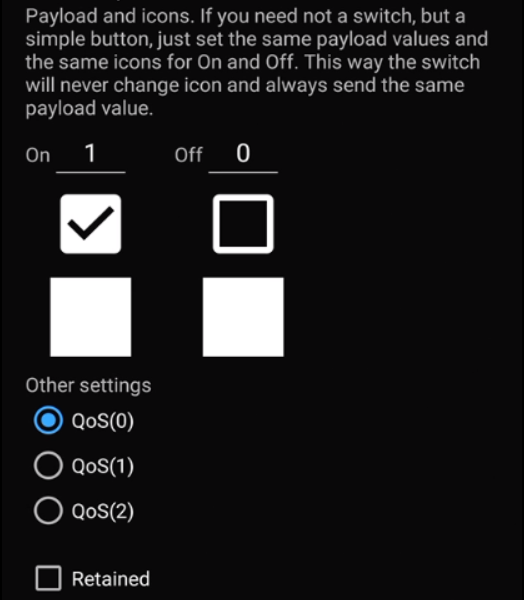 Payload and icons. If you need not a switch, but a
simple button, just set the same payload values and
the same icons for On and Off. This way the switch
will never change icon and always send the same
payload value.
On 1 Off 0
Other settings
QoS(0)
QoS(1)
QoS(2)
Retained